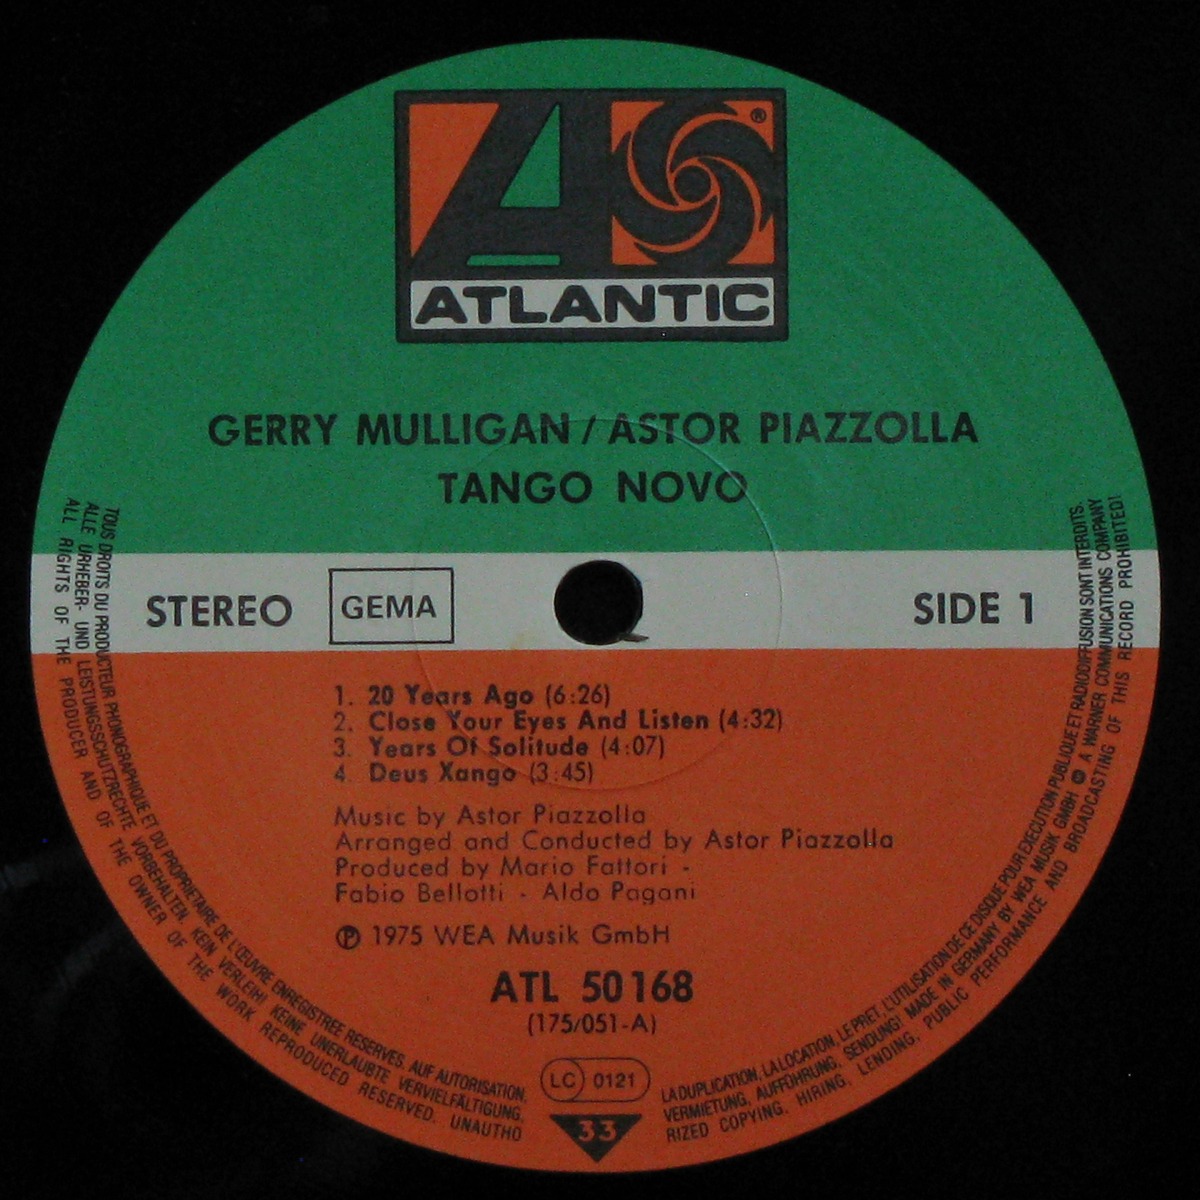 ATLANTIC
®
GERRY MULLIGAN / ASTOR PIAZZOLLA
TANGO NOVO
STEREO
GEMA
SIDE 1
1. 20 Years Ago (6:26)
2. Close Your Eyes And Listen (4:32)
3. Years Of Solitude (4:07)
4. Deus Xango (3:45)
Music by Astor Piazzolla
Arranged and Conducted by Astor Piazzolla
Produced by Mario Fattori -
Fabio Bellotti - Aldo Pagani
℗ 1975 WEA Musik GmbH
ATL 50168
(175/051-A)
LC 0121
33
TOUS DROITS DU PRODUCTEUR PHONOGRAPHIQUE ET DU PROPRIETAIRE DE L'ŒUVRE ENREGISTREE RESERVES. AUF AUTORISATION, LA DUPLICATION, LA LOCATION, LE PRET, L'UTILISATION DE CE DISQUE POUR EXECUTION PUBLIQUE ET RADIODIFFUSION SONT INTERDITS.
ALLE URHEBER- UND LEISTUNGSSCHUTZRECHTE VORBEHALTEN. KEIN VERLEIH! KEINE UNERLAUBTE VERVIELFÄLTIGUNG, VERMIETUNG, AUFFÜHRUNG, SENDUNG! MADE IN GERMANY BY WEA MUSIK GMBH A WARNER COMMUNICATIONS COMPANY
ALL RIGHTS OF THE PRODUCER AND OF THE OWNER OF THE WORK REPRODUCED RESERVED. UNAUTHORIZED COPYING, HIRING, LENDING, PUBLIC PERFORMANCE AND BROADCASTING OF THIS RECORD PROHIBITED!